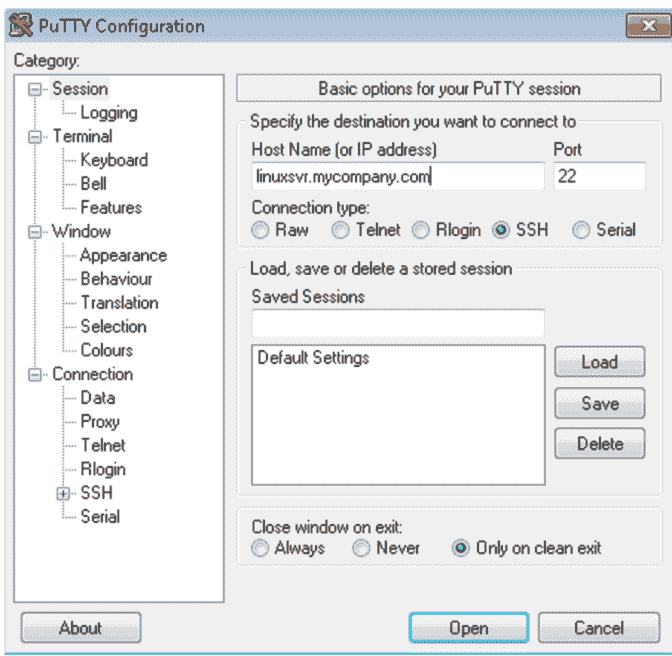 PuTTY Configuration
Category:
Session
Logging
Terminal
Keyboard
Bell
Features
Window
Appearance
Behaviour
Translation
Selection
Colours
Connection
Data
Proxy
Telnet
Rlogin
SSH
Serial
Basic options for your PuTTY session
Specify the destination you want to connect to
Host Name (or IP address) Port
linuxsvr.mycompany.com 22
Connection type:
Raw Telnet Rlogin SSH Serial
Load, save or delete a stored session
Saved Sessions
Default Settings
Load
Save
Delete
Close window on exit:
Always Never Only on clean exit
About Open Cancel